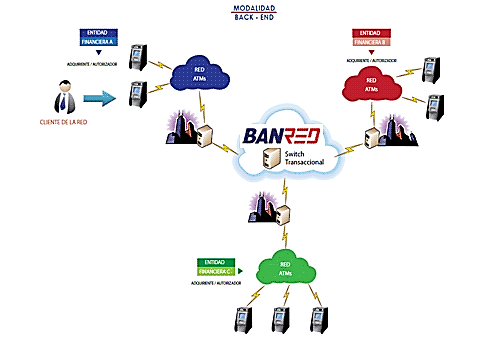 MODALIDAD
BACK - END
ENTIDAD
FINANCIERA A
ADQUIRIENTE / AUTORIZADOR
RED
ATMs
CLIENTE DE LA RED
ENTIDAD
FINANCIERA B
ADQUIRIENTE / AUTORIZADOR
RED
ATMs
BANRED
Switch
Transaccional
ENTIDAD
FINANCIERA C
ADQUIRIENTE / AUTORIZADOR
RED
ATMs